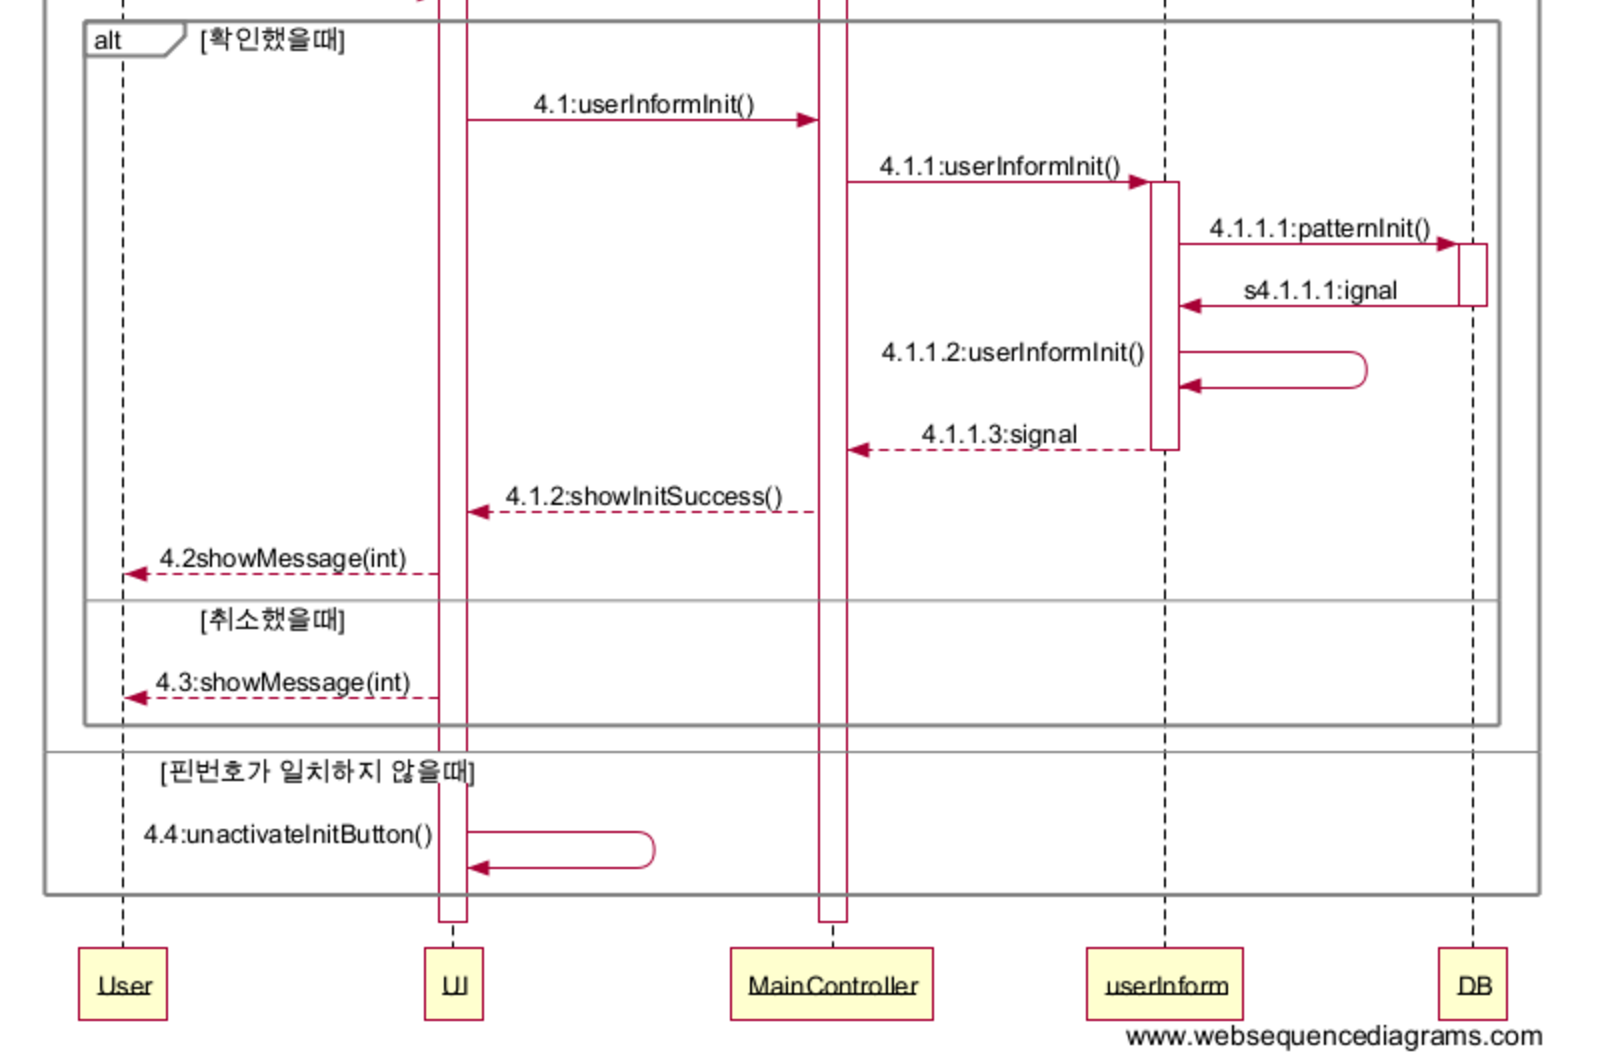 alt [확인했을때]
4.1:userInformInit()
4.1.1:userInformInit()
4.1.1.1:patternInit()
s4.1.1.1:ignal
4.1.1.2:userInformInit()
4.1.1.3:signal
4.1.2:showInitSuccess()
4.2showMessage(int)
[취소했을때]
4.3:showMessage(int)
[핀번호가 일치하지 않을때]
4.4:unactivateInitButton()
User UI MainController userInform DB
www.websequencediagrams.com